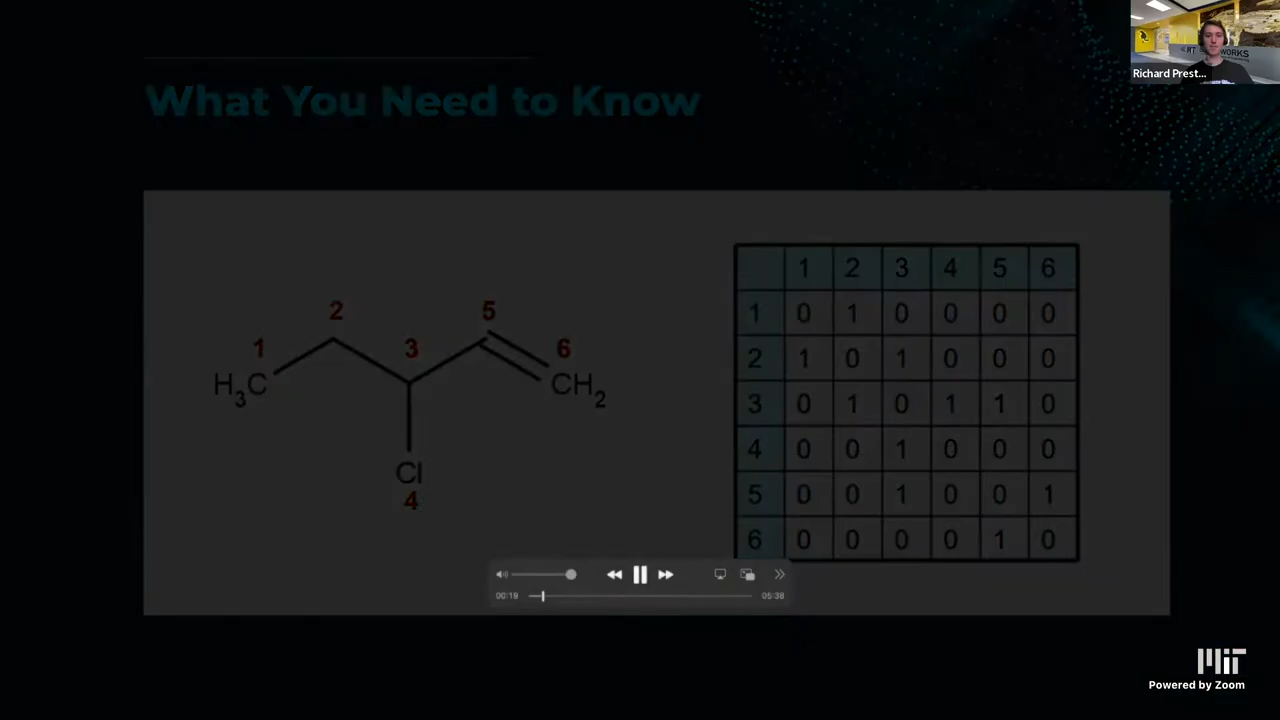 Richard Prest...
What You Need to Know
1 2 3 4 5 6
H3C
Cl
CH2
1 2 3 4 5 6
1 0 1 0 0 0 0
2 1 0 1 0 0 0
3 0 1 0 1 1 0
4 0 0 1 0 0 0
5 0 0 1 0 0 1
6 0 0 0 0 1 0
00:19
05:38
MIT
Powered by Zoom